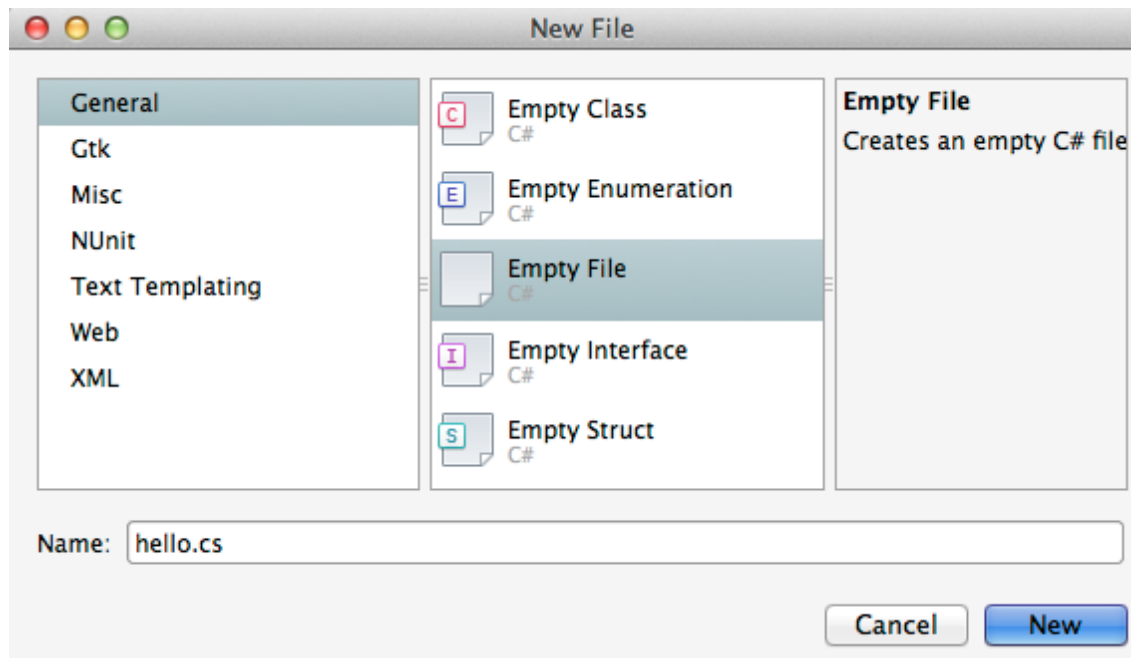 New File
General
Gtk
Misc
NUnit
Text Templating
Web
XML
C
Empty Class
C#
E
Empty Enumeration
C#
Empty File
C#
I
Empty Interface
C#
S
Empty Struct
C#
Empty File
Creates an empty C# file
Name: hello.cs
Cancel New